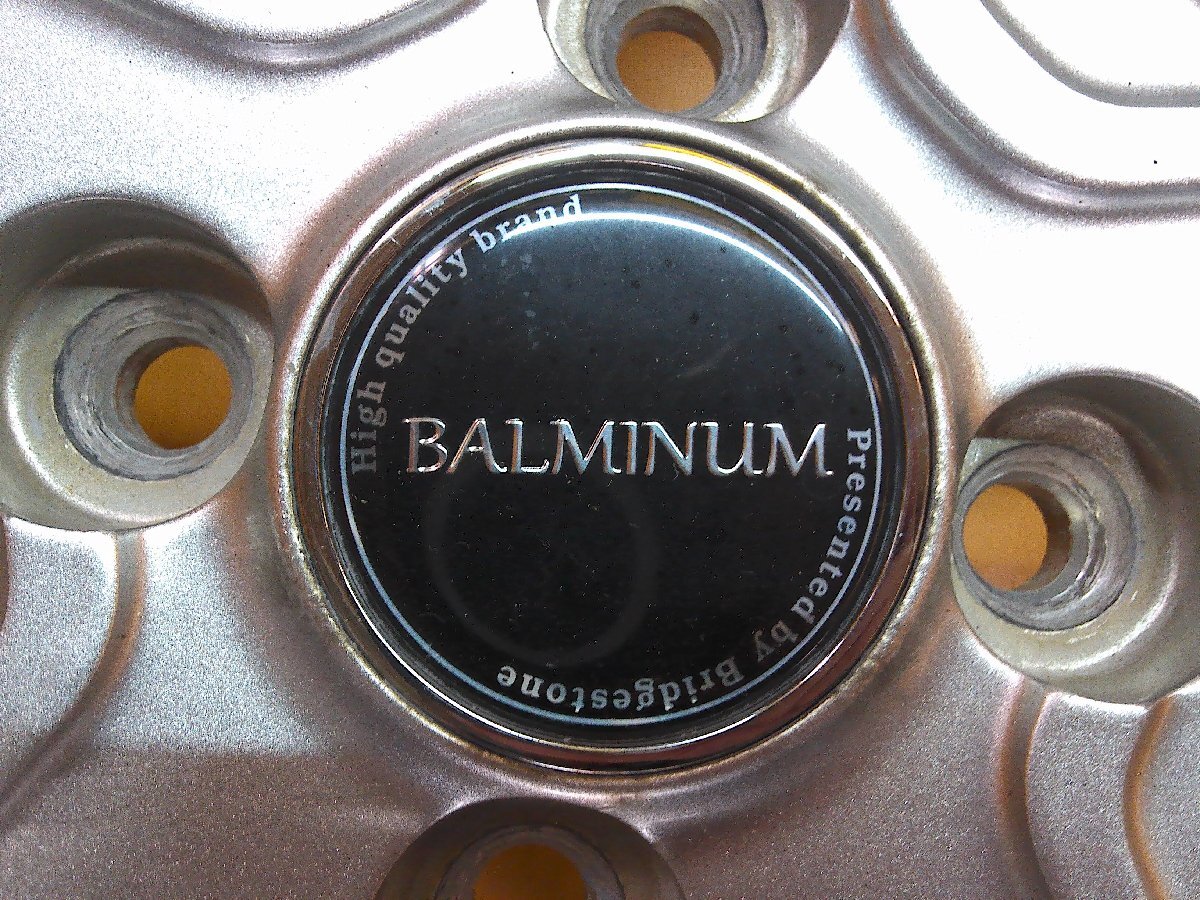 High quality brand
BALMINUM
Presented by Bridgestone